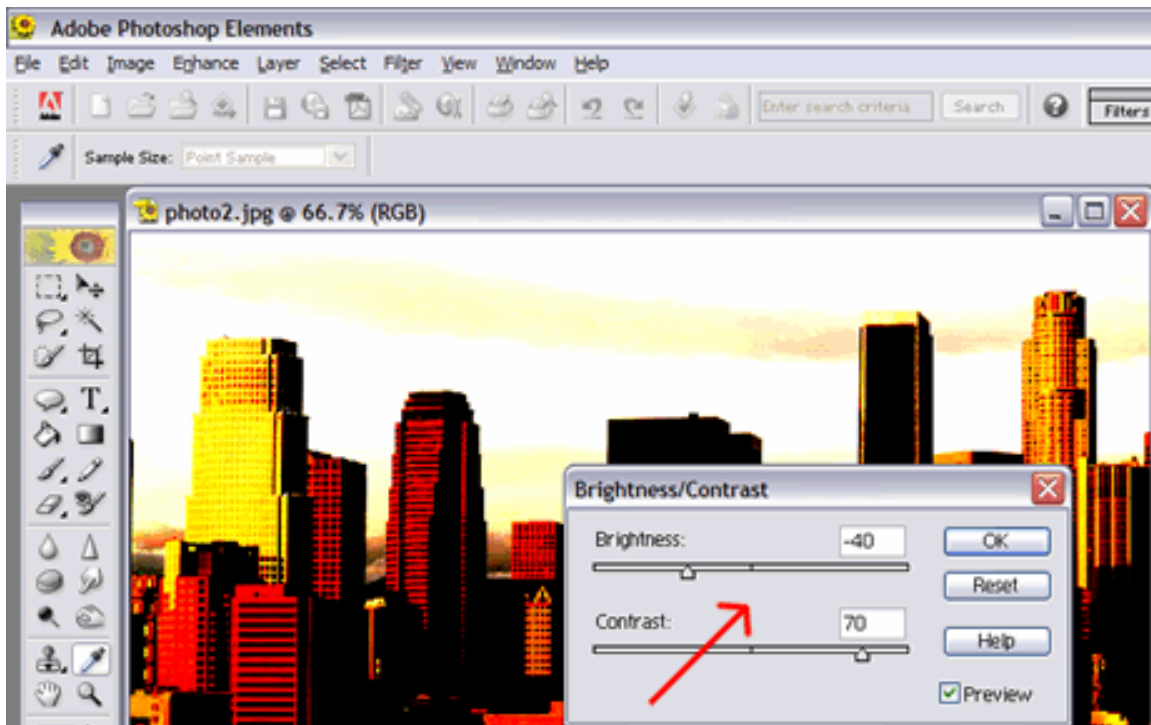 Adobe Photoshop Elements
File Edit Image Enhance Layer Select Filter View Window Help
Enter search criteria Search Filters
Sample Size: Point Sample
photo2.jpg @ 66.7% (RGB)
T
Brightness/Contrast
Brightness: -40 OK
Reset
Contrast: 70
Help
Preview